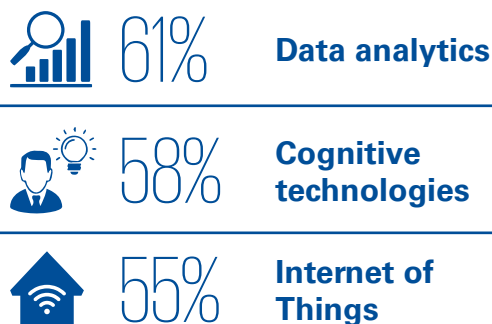 61% Data analytics
58% Cognitive
technologies
55% Internet of
Things